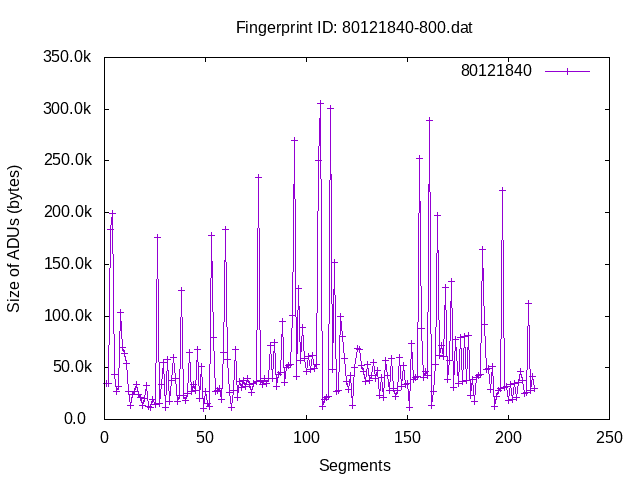 Fingerprint ID: 80121840-800.dat
350.0k
80121840
300.0k
250.0k
200.0k
150.0k
100.0k
50.0k
0.0
Size of ADUs (bytes)
0 50 100 150 200 250
Segments